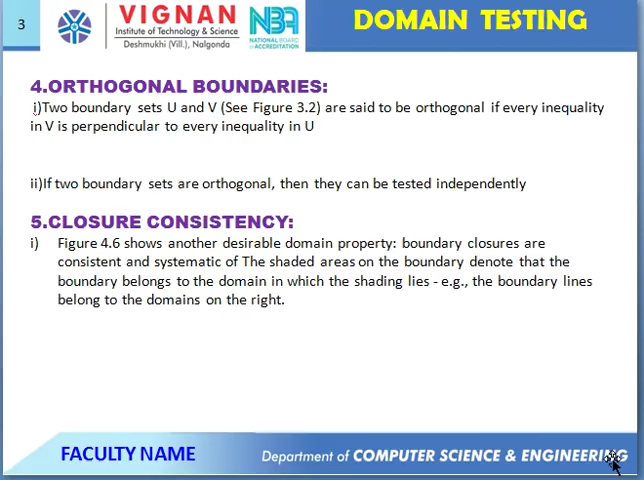 3
VIGNAN
Institute of Technology & Science
Deshmukhi (Vill.), Nalgonda
NBA
NATIONAL BOARD
of ACCREDITATION
DOMAIN TESTING
4.ORTHOGONAL BOUNDARIES:
i)Two boundary sets U and V (See Figure 3.2) are said to be orthogonal if every inequality
in V is perpendicular to every inequality in U
ii)If two boundary sets are orthogonal, then they can be tested independently
5.CLOSURE CONSISTENCY:
i) Figure 4.6 shows another desirable domain property: boundary closures are
consistent and systematic of The shaded areas on the boundary denote that the
boundary belongs to the domain in which the shading lies - e.g., the boundary lines
belong to the domains on the right.
FACULTY NAME
Department of COMPUTER SCIENCE & ENGINEERING